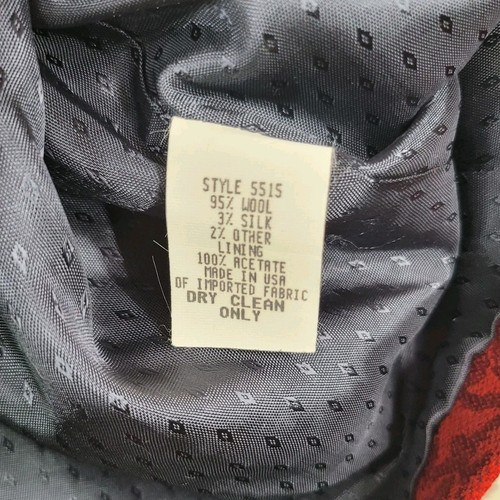 STYLE 5515
95% WOOL
3% SILK
2% OTHER
LINING
100% ACETATE
MADE IN USA
OF IMPORTED FABRIC
DRY CLEAN
ONLY